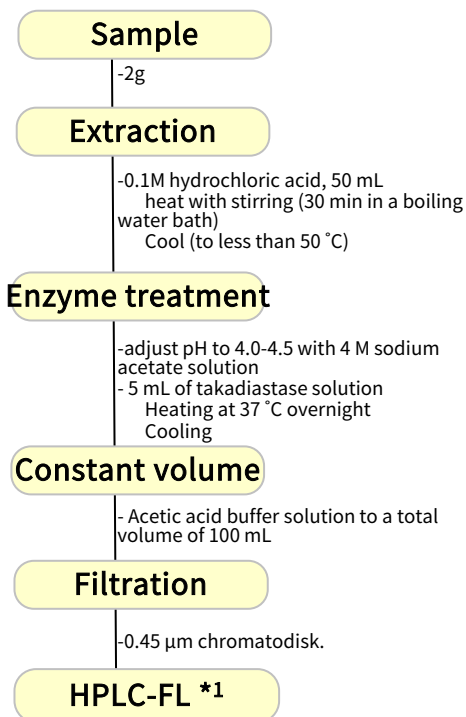 Sample
-2g
Extraction
-0.1M hydrochloric acid, 50 mL
heat with stirring (30 min in a boiling
water bath)
Cool (to less than 50 ˚C)
Enzyme treatment
-adjust pH to 4.0-4.5 with 4 M sodium
acetate solution
- 5 mL of takadiastase solution
Heating at 37 ˚C overnight
Cooling
Constant volume
- Acetic acid buffer solution to a total
volume of 100 mL
Filtration
-0.45 μm chromatodisk.
HPLC-FL *1